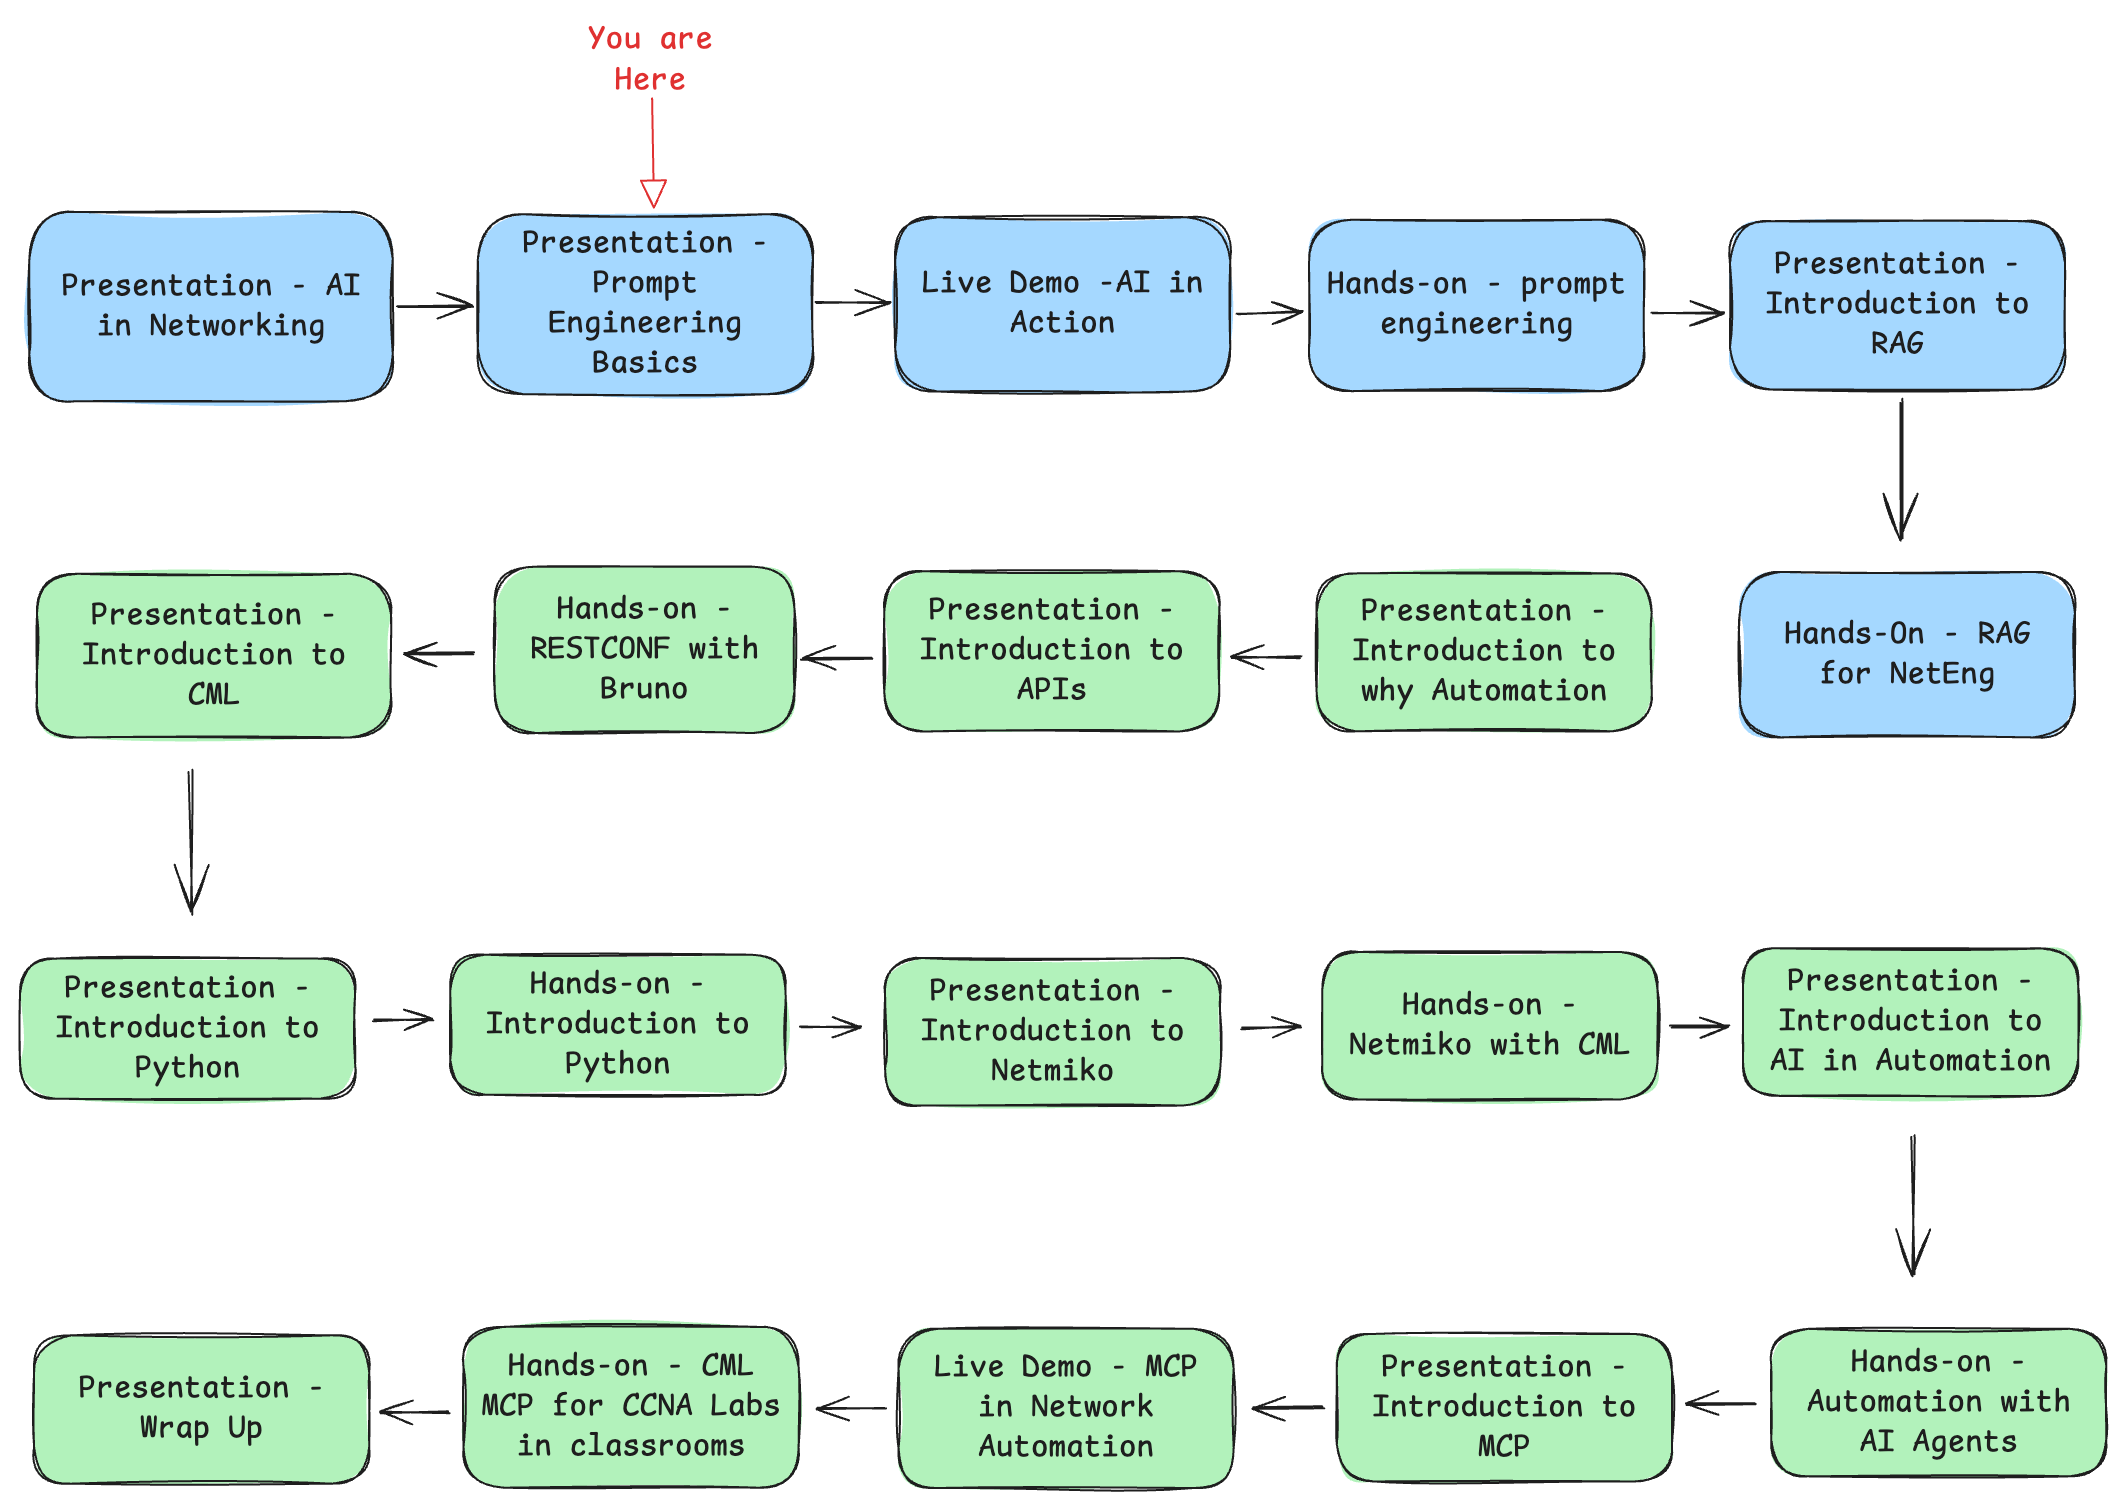 You are
Here
Presentation - AI
in Networking
Presentation -
Prompt
Engineering
Basics
Live Demo -AI in
Action
Hands-on - prompt
engineering
Presentation -
Introduction to
RAG
Hands-On - RAG
for NetEng
Presentation -
Introduction to
why Automation
Presentation -
Introduction to
APIs
Hands-on -
RESTCONF with
Bruno
Presentation -
Introduction to
CML
Presentation -
Introduction to
Python
Hands-on -
Introduction to
Python
Presentation -
Introduction to
Netmiko
Hands-on -
Netmiko with CML
Presentation -
Introduction to
AI in Automation
Hands-on -
Automation with
AI Agents
Presentation -
Introduction to
MCP
Live Demo - MCP
in Network
Automation
Hands-on - CML
MCP for CCNA Labs
in classrooms
Presentation -
Wrap Up